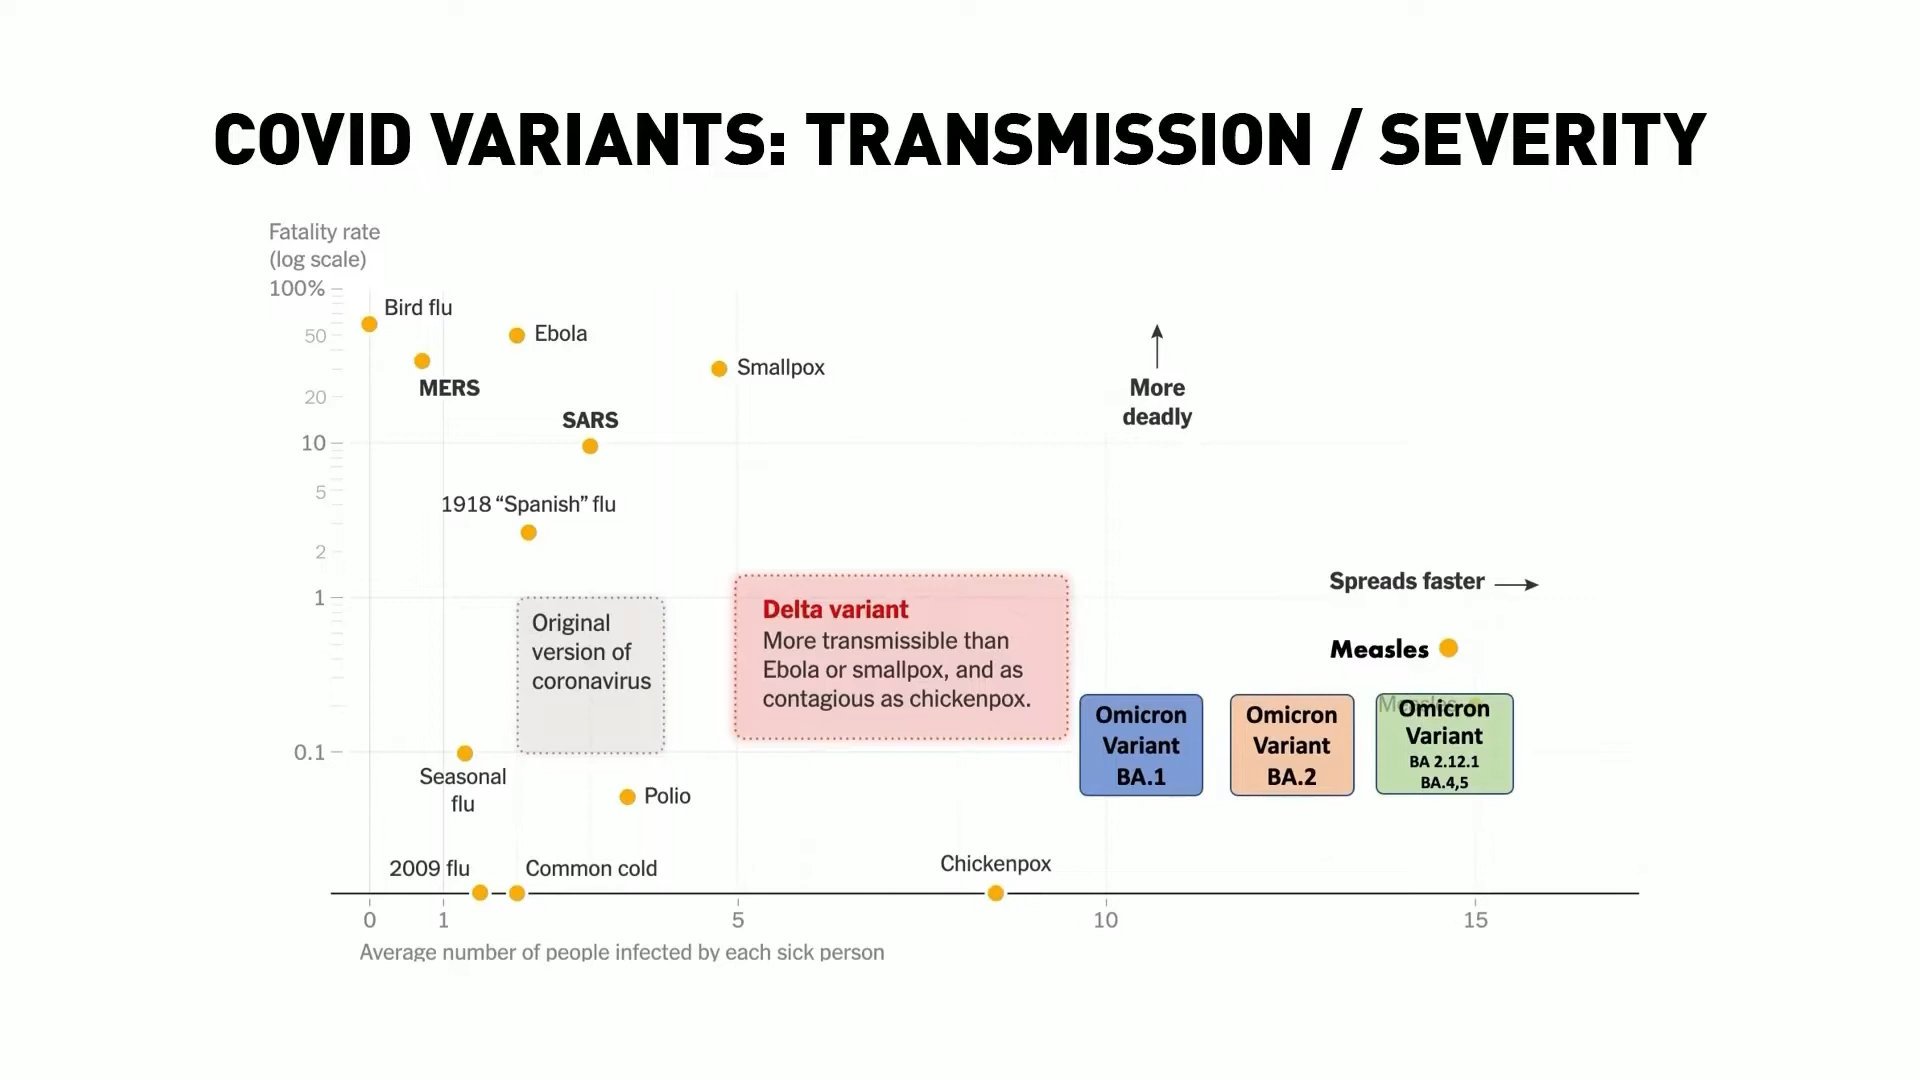 COVID VARIANTS: TRANSMISSION / SEVERITY
Fatality rate
(log scale)
100%
50
20
10
5
2
1
0.1
Bird flu
MERS
Ebola
Smallpox
SARS
1918 “Spanish” flu
More
deadly
Spreads faster
Original
version of
coronavirus
Delta variant
More transmissible than
Ebola or smallpox, and as
contagious as chickenpox.
Measles
Measles
Omicron
Variant
BA.1
Omicron
Variant
BA.2
Omicron
Variant
BA 2.12.1
BA.4,5
Seasonal
flu
Polio
2009 flu
Common cold
Chickenpox
0
1
5
10
15
Average number of people infected by each sick person